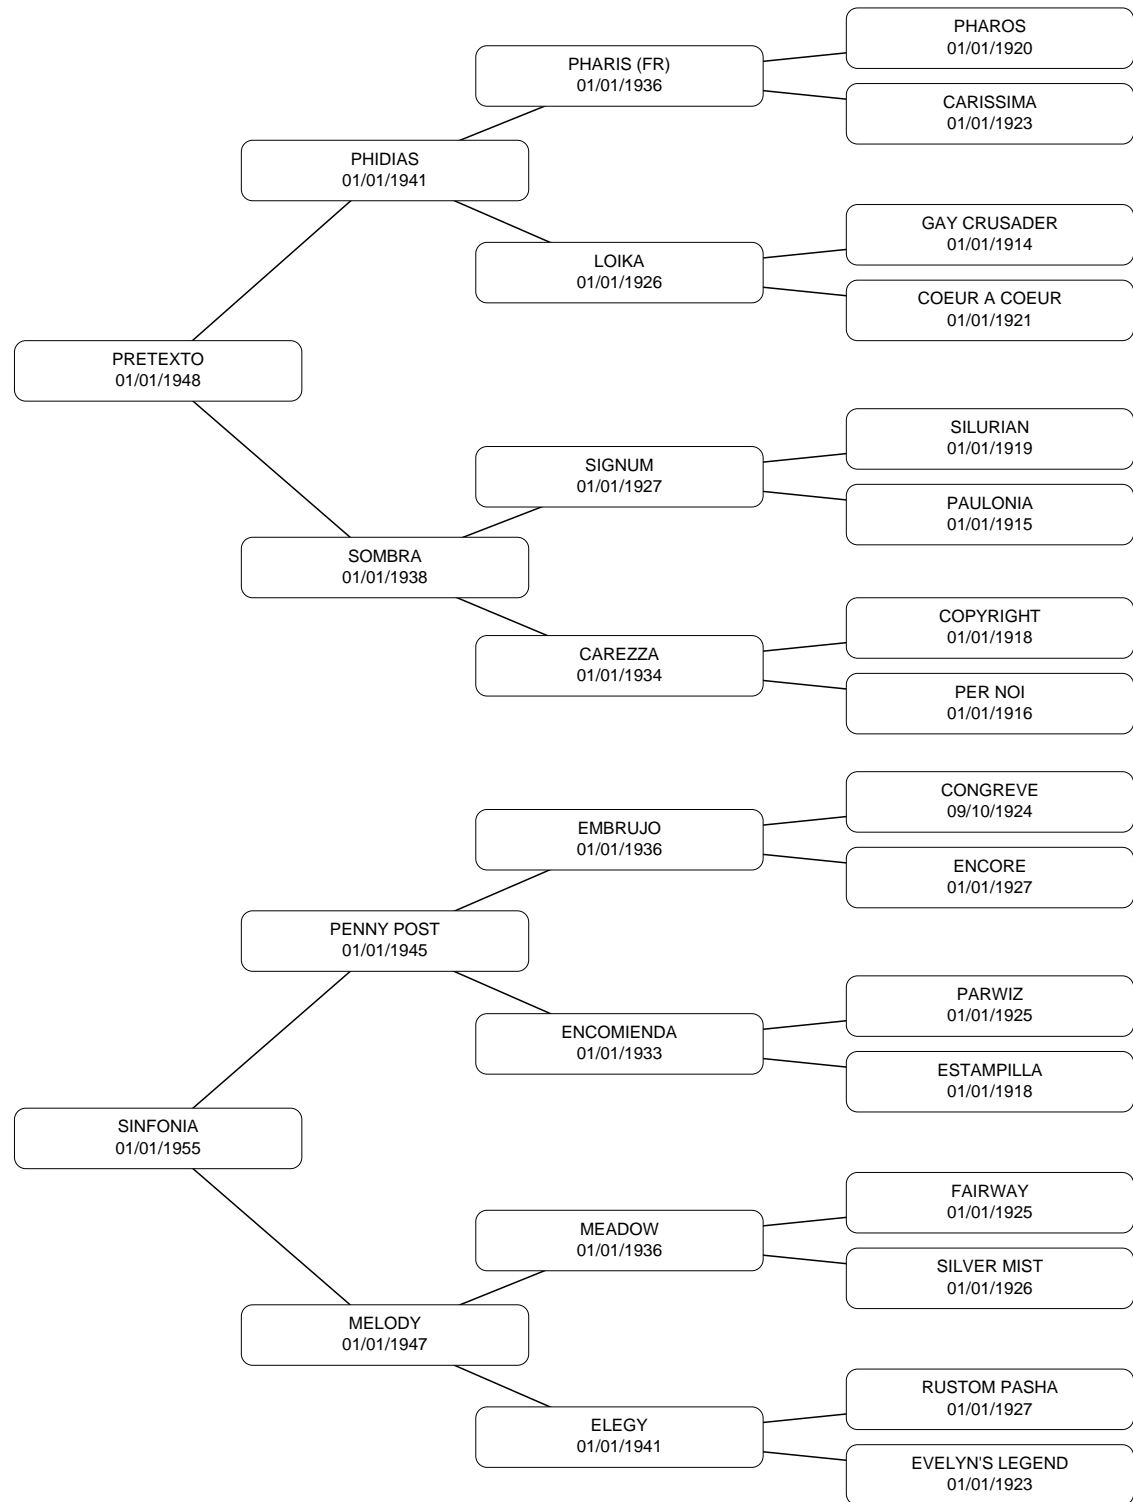 PHAROS
01/01/1920
PHARIS (FR)
01/01/1936
CARISSIMA
01/01/1923
PHIDIAS
01/01/1941
GAY CRUSADER
01/01/1914
LOIKA
01/01/1926
COEUR A COEUR
01/01/1921
PRETEXTO
01/01/1948
SILURIAN
01/01/1919
SIGNUM
01/01/1927
PAULONIA
01/01/1915
SOMBRA
01/01/1938
COPYRIGHT
01/01/1918
CAREZZA
01/01/1934
PER NOI
01/01/1916
CONGREVE
09/10/1924
EMBRUJO
01/01/1936
ENCORE
01/01/1927
PENNY POST
01/01/1945
PARWIZ
01/01/1925
ENCOMIENDA
01/01/1933
ESTAMPILLA
01/01/1918
SINFONIA
01/01/1955
FAIRWAY
01/01/1925
MEADOW
01/01/1936
SILVER MIST
01/01/1926
MELODY
01/01/1947
RUSTOM PASHA
01/01/1927
ELEGY
01/01/1941
EVELYN'S LEGEND
01/01/1923